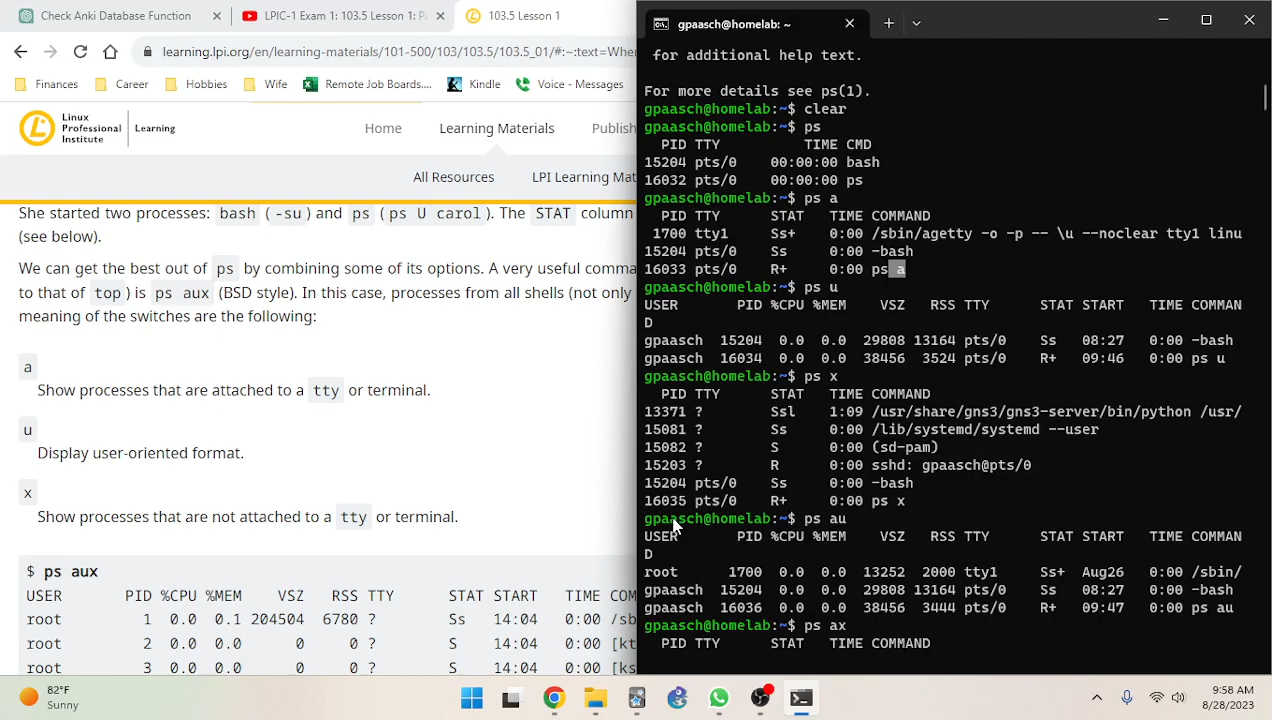 Check Anki Database Function
LPIC-1 Exam 1: 103.5 Lesson 1: P
103.5 Lesson 1
learning.lpi.org/en/learning-materials/101-500/103/103.5/103.5_01/#:~:text=Whe
Finances
Career
Hobbies
Wife
Remote Job Boards....
Kindle
Voice - Messages
Linux
Professional
Institute
Learning
Home
Learning Materials
Publish
All Resources
LPI Learning Mat
She started two processes: bash (-su) and ps (ps U carol). The STAT column
(see below).
We can get the best out of ps by combining some of its options. A very useful comma
to that of top) is ps aux (BSD style). In this case, processes from all shells (not only
meaning of the switches are the following:
a
Show processes that are attached to a tty or terminal.
u
Display user-oriented format.
x
Show processes that are not attached to a tty or terminal.
$ ps aux
USER PID %CPU %MEM VSZ RSS TTY STAT START TIME COM
root 1 0.0 0.1 204504 6780 ? Ss 14:04 0:00 /sb
root 2 0.0 0.0 0 0 ? S 14:04 0:00 [kt
root 3 0.0 0.0 0 0 ? S 14:04 0:00 [ks
gpaasch@homelab: ~
for additional help text.
For more details see ps(1).
gpaasch@homelab:~$ clear
gpaasch@homelab:~$ ps
PID TTY TIME CMD
15204 pts/0 00:00:00 bash
16032 pts/0 00:00:00 ps
gpaasch@homelab:~$ ps a
PID TTY STAT TIME COMMAND
1700 tty1 Ss+ 0:00 /sbin/agetty -o -p -- \u --noclear tty1 linu
15204 pts/0 Ss 0:00 -bash
16033 pts/0 R+ 0:00 ps a
gpaasch@homelab:~$ ps u
USER PID %CPU %MEM VSZ RSS TTY STAT START TIME COMMAN
D
gpaasch 15204 0.0 0.0 29808 13164 pts/0 Ss 08:27 0:00 -bash
gpaasch 16034 0.0 0.0 38456 3524 pts/0 R+ 09:46 0:00 ps u
gpaasch@homelab:~$ ps x
PID TTY STAT TIME COMMAND
13371 ? Ssl 1:09 /usr/share/gns3/gns3-server/bin/python /usr/
15081 ? Ss 0:00 /lib/systemd/systemd --user
15082 ? S 0:00 (sd-pam)
15203 ? R 0:00 sshd: gpaasch@pts/0
15204 pts/0 Ss 0:00 -bash
16035 pts/0 R+ 0:00 ps x
gpaasch@homelab:~$ ps au
USER PID %CPU %MEM VSZ RSS TTY STAT START TIME COMMAN
D
root 1700 0.0 0.0 13252 2000 tty1 Ss+ Aug26 0:00 /sbin/
gpaasch 15204 0.0 0.0 29808 13164 pts/0 Ss 08:27 0:00 -bash
gpaasch 16036 0.0 0.0 38456 3444 pts/0 R+ 09:47 0:00 ps au
gpaasch@homelab:~$ ps ax
PID TTY STAT TIME COMMAND
82°F
Sunny
9:58 AM
8/28/2023